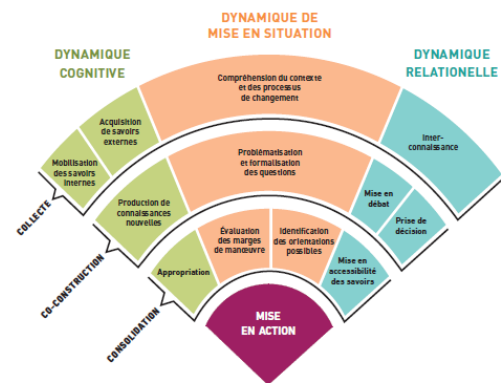 DYNAMIQUE DE
MISE EN SITUATION
DYNAMIQUE
COGNITIVE
DYNAMIQUE
RELATIONELLE
Compréhension du contexte
et des processus
de changement
Acquisition
de savoirs
externes
Mobilisation
des savoirs
internes
Inter-
connaissance
COLLECTE
Problématisation
et formalisation
des questions
Production de
connaissances
nouvelles
Mise en
débat
Prise de
décision
CO-CONSTRUCTION
Évaluation
des marges
de manœuvre
Identification
des orientations
possibles
Appropriation
Mise en
accessibilité
des savoirs
CONSOLIDATION
MISE
EN ACTION